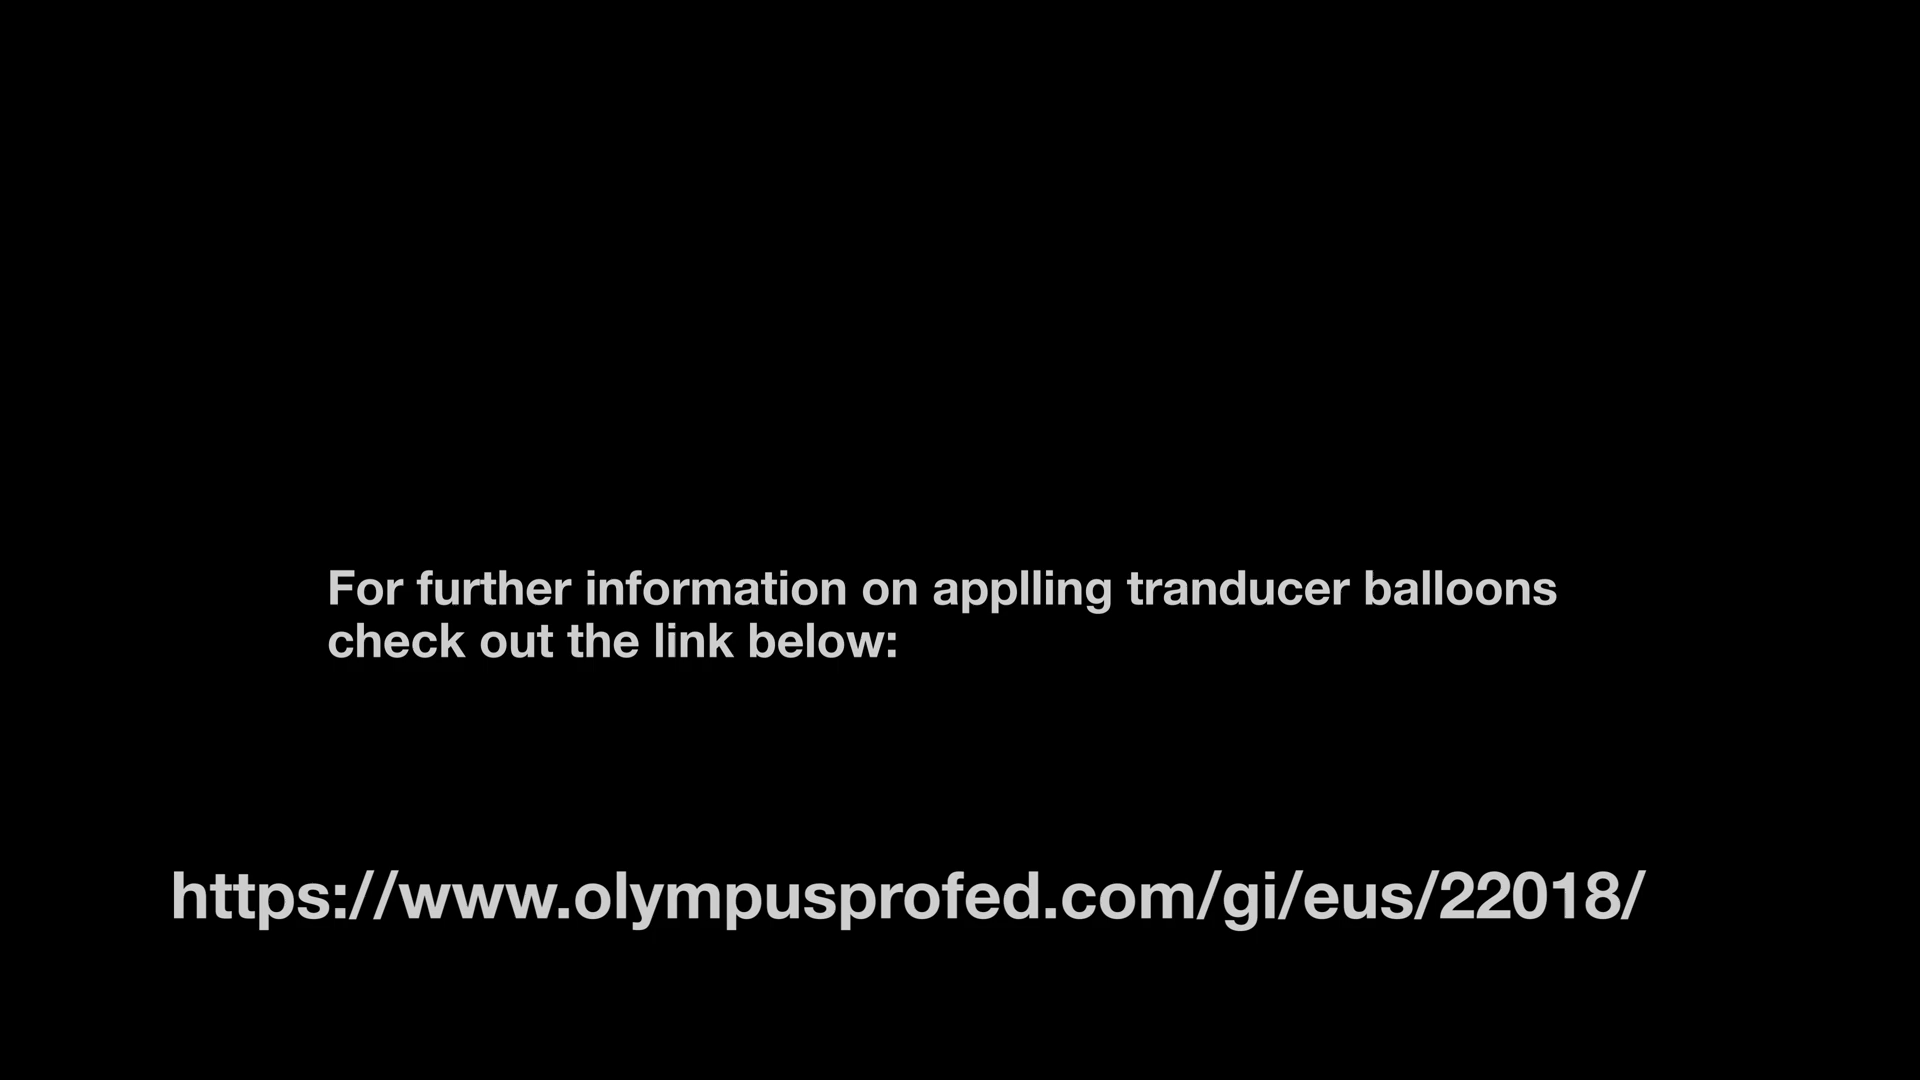 For further information on applling tranducer balloons
check out the link below:
https://www.olympusprofed.com/gi/eus/22018/